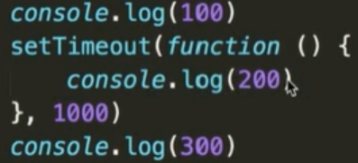 console.log(100)
setTimeout(function () {
    console.log(200)
}, 1000)
console.log(300)